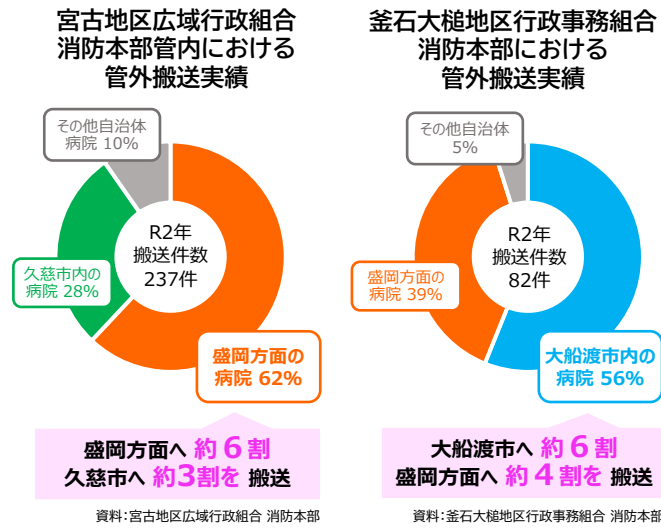 宮古地区広域行政組合
消防本部管内における
管外搬送実績
その他自治体
病院 10%
R2年
搬送件数
237件
久慈市内の
病院 28%
盛岡方面の
病院 62%
盛岡方面へ 約６割
久慈市へ 約3割を 搬送
資料：宮古地区広域行政組合 消防本部
釜石大槌地区行政事務組合
消防本部における
管外搬送実績
その他自治体
5%
R2年
搬送件数
82件
盛岡方面の
病院 39%
大船渡市内の
病院 56%
大船渡市へ 約６割
盛岡方面へ 約４割を 搬送
資料：釜石大槌地区行政事務組合 消防本部